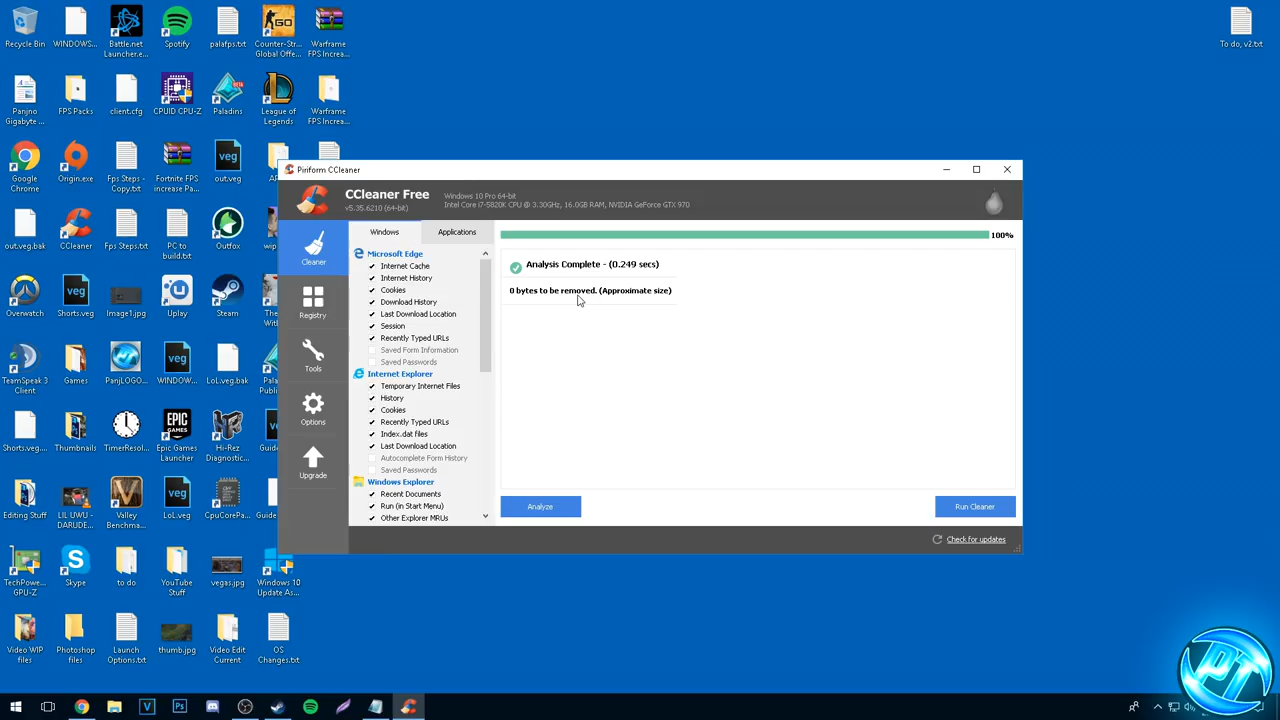 Recycle Bin
WINDOWS...
Battle.net
Launcher.e...
Spotify
palafps.txt
Counter-Str...
Global Offe...
Warframe
FPS Increa...
To do, v2.txt
Panjno
Gigabyte ...
FPS Packs
client.cfg
CPUID CPU-Z
Paladins
League of
Legends
Warframe
FPS Increa...
Google
Chrome
Origin.exe
Fps Steps -
Copy.txt
Fortnite FPS
increase Pa...
veg
out.veg
out.veg.bak
CCleaner
Fps Steps.txt
PC to
build.txt
Outfox
Overwatch
veg
Shorts.veg
Image1.jpg
Uplay
Steam
TeamSpeak 3
Client
Games
PanjLOGO...
veg
WINDOW...
LoL.veg.bak
Shorts.veg...
Thumbnails
TimerResol...
EPIC
GAMES
Epic Games
Launcher
Hi-Rez
Diagnostic...
Editing Stuff
LIL UWU -
DARUDE...
Valley
Benchma...
veg
LoL.veg
CpuCorePa...
TechPowe...
GPU-Z
Skype
to do
YouTube
Stuff
vegas.jpg
Windows 10
Update As...
Video WIP
files
Photoshop
files
Launch
Options.txt
thumb.jpg
Video Edit
Current
OS
Changes.txt
Piriform CCleaner
CCleaner Free
v5.35.6210 (64-bit)
Windows 10 Pro 64-bit
Intel Core i7-5820K CPU @ 3.30GHz, 16.0GB RAM, NVIDIA GeForce GTX 970
Cleaner
Registry
Tools
Options
Upgrade
Windows
Applications
Microsoft Edge
Internet Cache
Internet History
Cookies
Download History
Last Download Location
Session
Recently Typed URLs
Saved Form Information
Saved Passwords
Internet Explorer
Temporary Internet Files
History
Cookies
Recently Typed URLs
Index.dat files
Last Download Location
Autocomplete Form History
Saved Passwords
Windows Explorer
Recent Documents
Run (in Start Menu)
Other Explorer MRUs
100%
Analysis Complete - (0.249 secs)
0 bytes to be removed. (Approximate size)
Analyze
Run Cleaner
Check for updates
PT